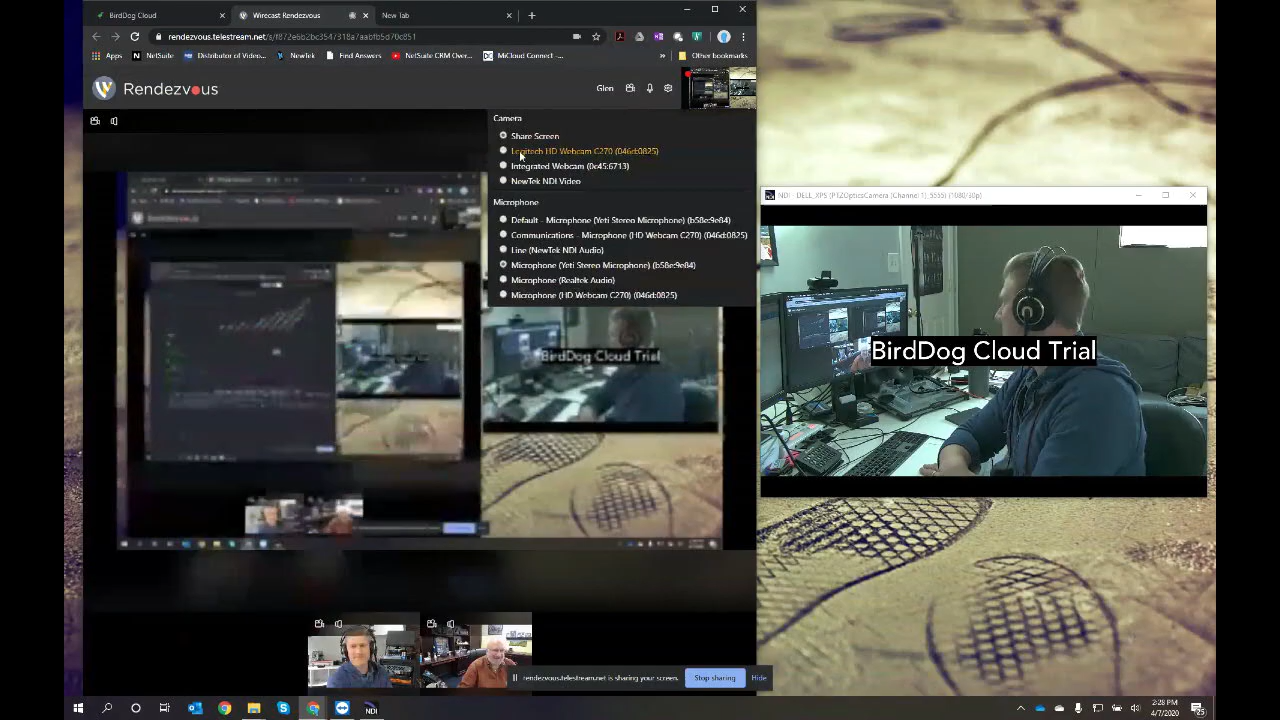 BirdDog Cloud
Wirecast Rendezvous
New Tab
rendezvous.telestream.net/s/f872e6b2bc3547318a7aabfb5d70c851
Apps
NetSuite
Distributor of Video...
NewTek
Find Answers
NetSuite CRM Over...
MiCloud Connect -...
»
Other bookmarks
Rendezvous
Glen
Camera
Share Screen
Logitech HD Webcam C270 (046d:0825)
Integrated Webcam (0c45:6713)
NewTek NDI Video
Microphone
Default - Microphone (Yeti Stereo Microphone) (b58e:9e84)
Communications - Microphone (HD Webcam C270) (046d:0825)
Line (NewTek NDI Audio)
Microphone (Yeti Stereo Microphone) (b58e:9e84)
Microphone (Realtek Audio)
Microphone (HD Webcam C270) (046d:0825)
NDI - DELL_XPS (PTZOpticsCamera (Channel 1)_5555) (1080/30p)
BirdDog Cloud Trial
BirdDog Cloud Trial
rendezvous.telestream.net is sharing your screen.
Stop sharing
Hide
NDI
2:28 PM
4/7/2020
25